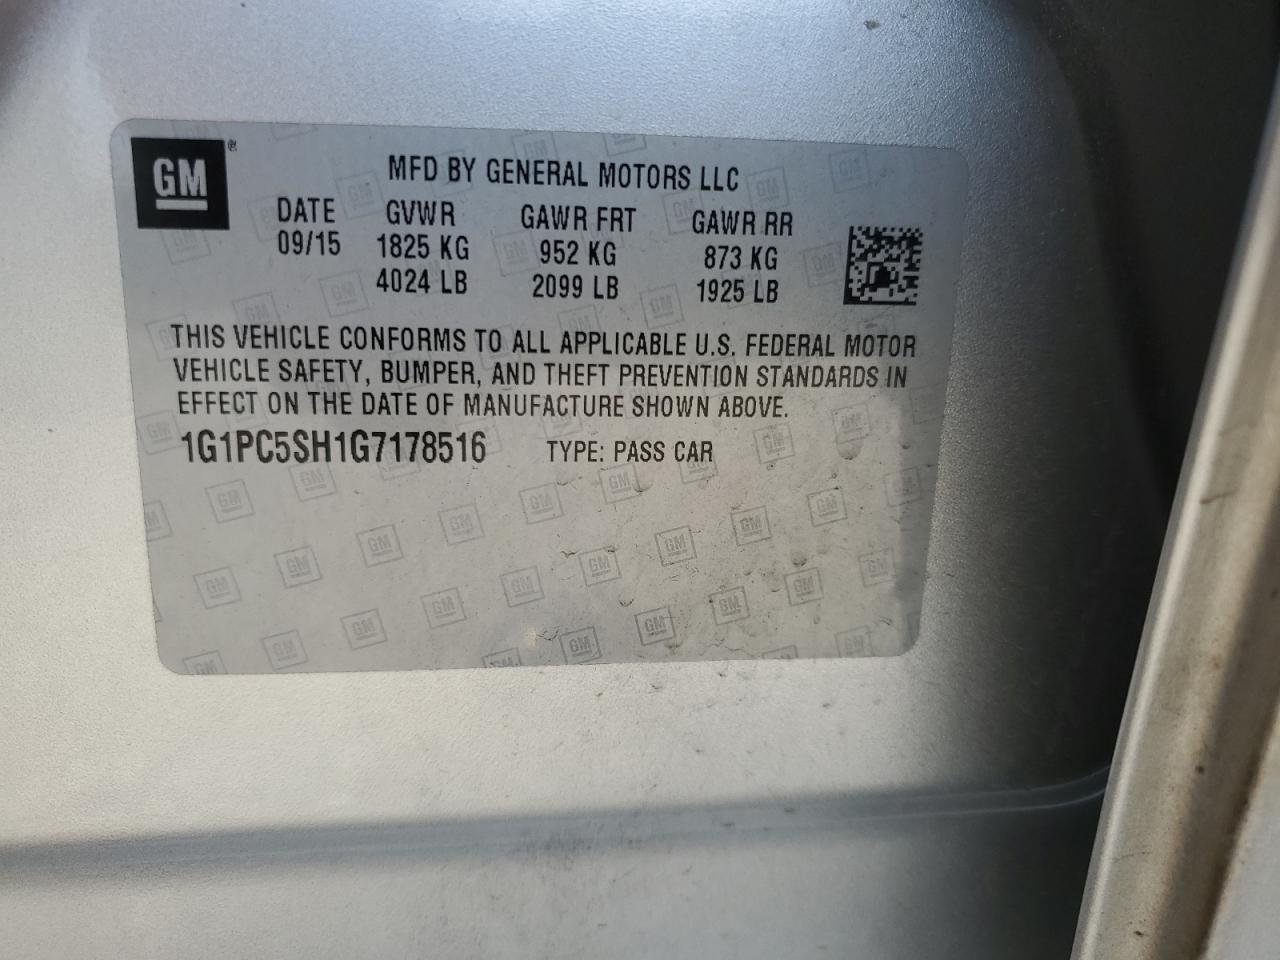 GM ®
MFD BY GENERAL MOTORS LLC
DATE GVWR GAWR FRT GAWR RR
09/15 1825 KG 952 KG 873 KG
4024 LB 2099 LB 1925 LB
THIS VEHICLE CONFORMS TO ALL APPLICABLE U.S. FEDERAL MOTOR
VEHICLE SAFETY, BUMPER, AND THEFT PREVENTION STANDARDS IN
EFFECT ON THE DATE OF MANUFACTURE SHOWN ABOVE.
1G1PC5SH1G7178516 TYPE: PASS CAR